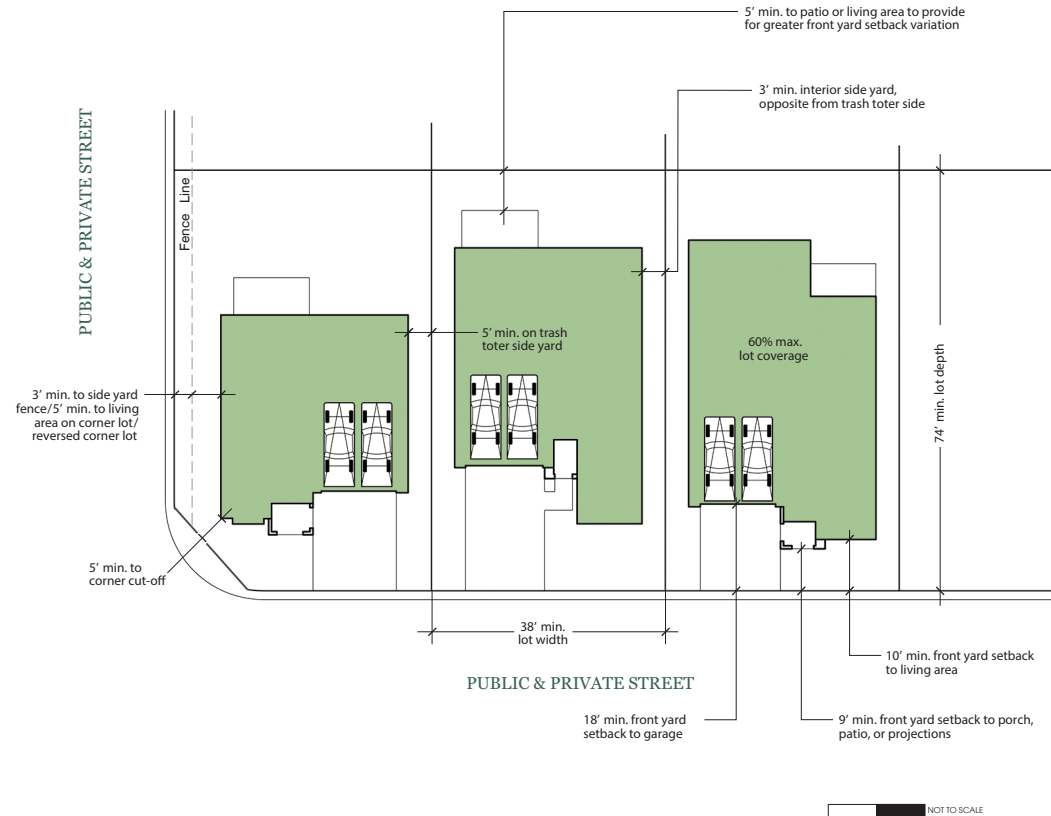 5’ min. to patio or living area to provide
for greater front yard setback variation
3’ min. interior side yard,
opposite from trash toter side
PUBLIC & PRIVATE STREET
Fence Line
5’ min. on trash
toter side yard
60% max.
lot coverage
74’ min. lot depth
3’ min. to side yard
fence/5’ min. to living
area on corner lot/
reversed corner lot
5’ min. to
corner cut-off
38’ min.
lot width
10’ min. front yard setback
to living area
PUBLIC & PRIVATE STREET
18’ min. front yard
setback to garage
9’ min. front yard setback to porch,
patio, or projections
NOT TO SCALE